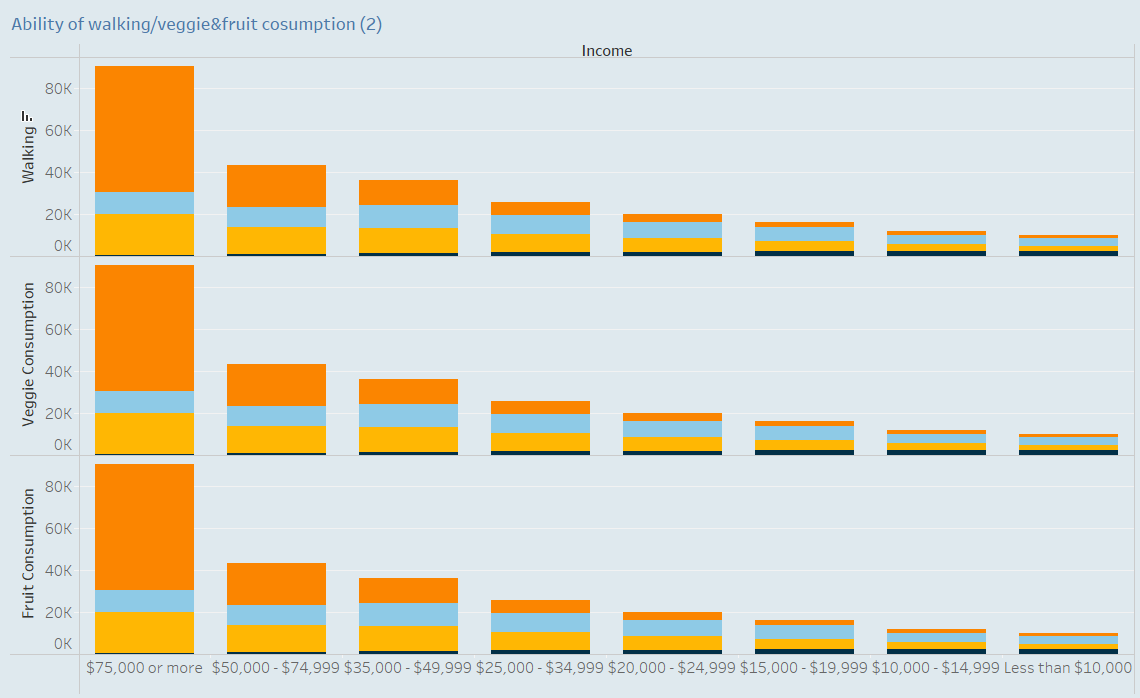 Ability of walking/veggie&fruit cosumption (2)
Income
Walking
80K
60K
40K
20K
0K
Veggie Consumption
80K
60K
40K
20K
0K
Fruit Consumption
80K
60K
40K
20K
0K
$75,000 or more $50,000 - $74,999 $35,000 - $49,999 $25,000 - $34,999 $20,000 - $24,999 $15,000 - $19,999 $10,000 - $14,999 Less than $10,000